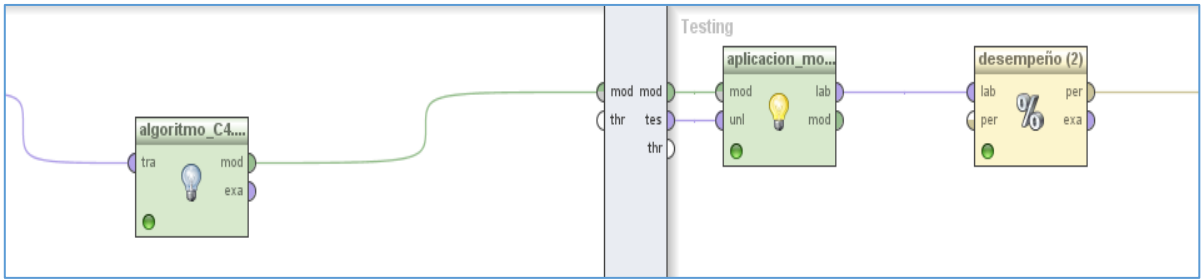 Testing
algoritmo_C4....
tra mod
exa
mod mod
thr tes
thr
aplicacion_mo...
mod lab
unl mod
desempeño (2)
lab per
per exa
%